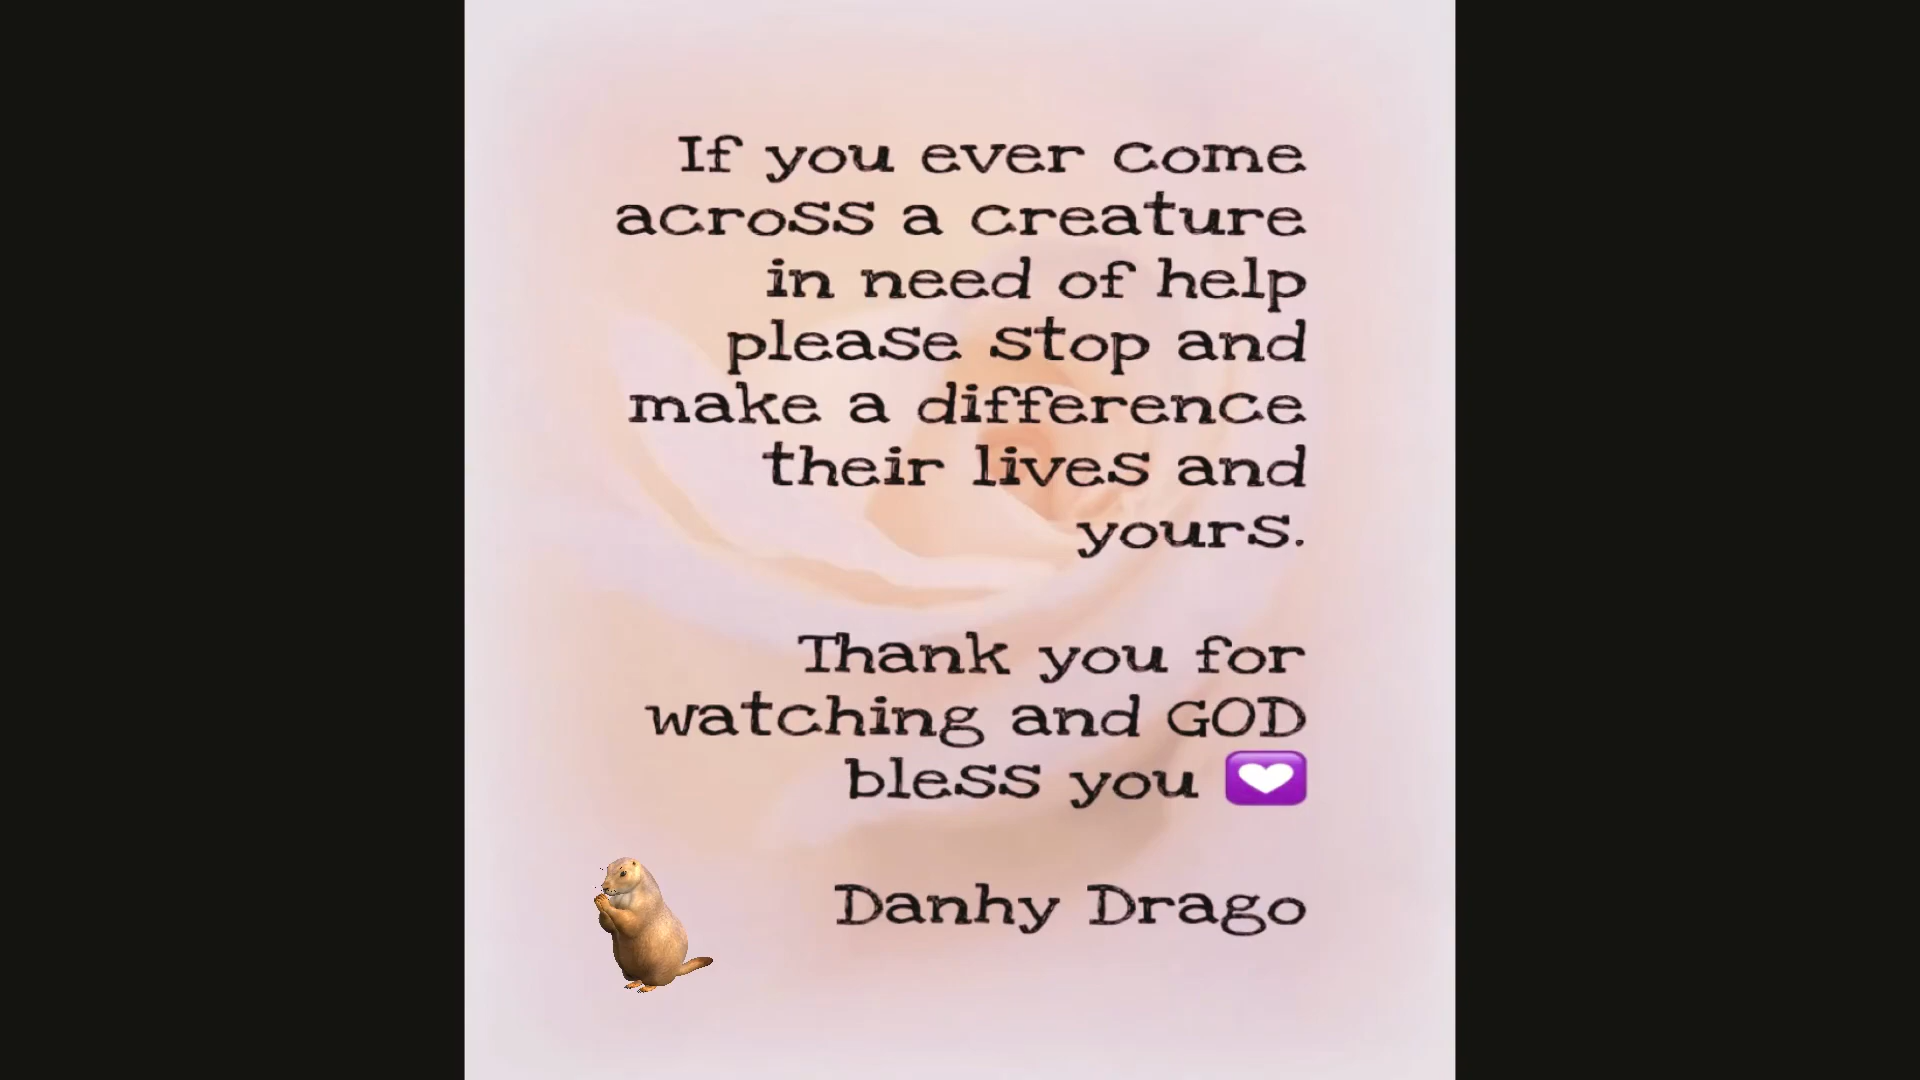 If you ever come
across a creature
in need of help
please stop and
make a difference
their lives and
yours.
Thank you for
watching and GOD
bless you 💟
Danhy Drago